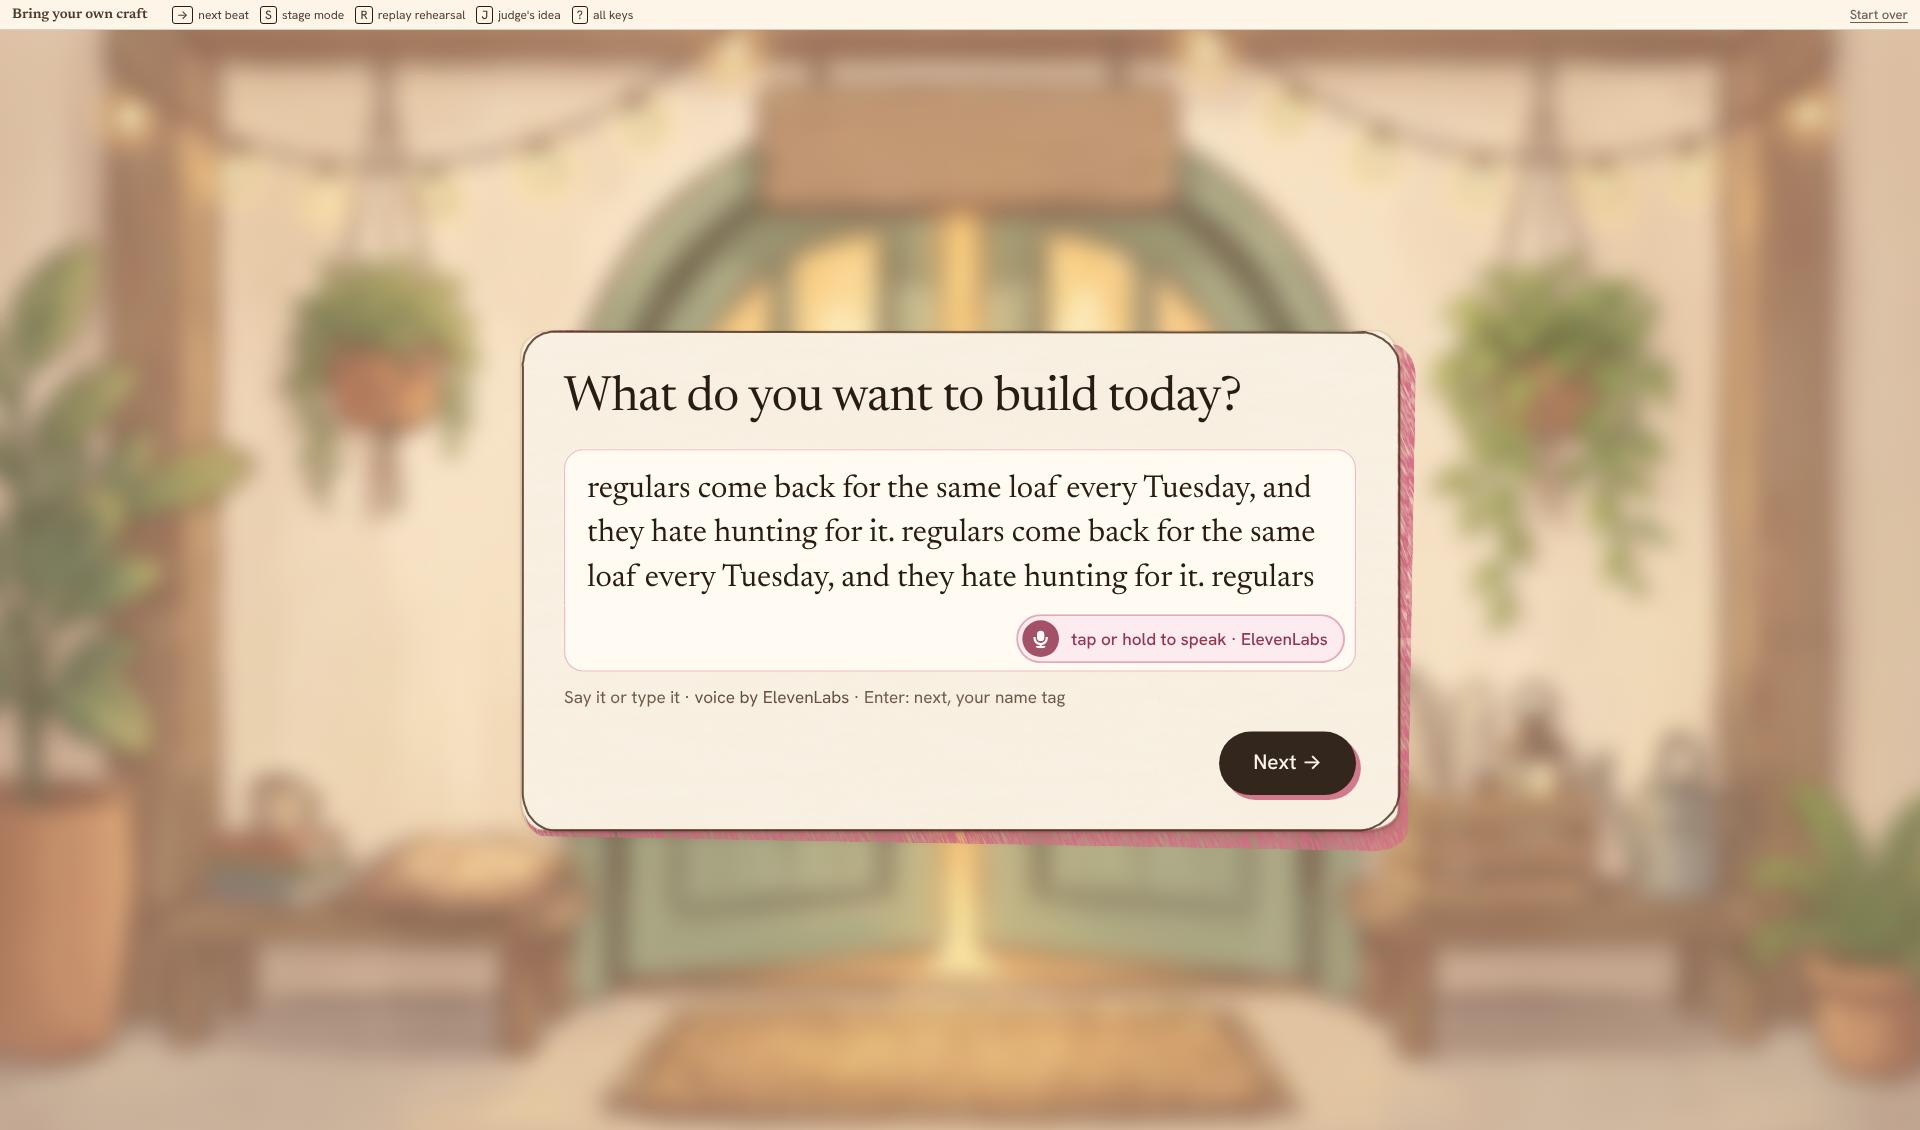 Bring your own craft → next beat S stage mode R replay rehearsal J judge's idea ? all keys Start over
What do you want to build today?
regulars come back for the same loaf every Tuesday, and
they hate hunting for it. regulars come back for the same
loaf every Tuesday, and they hate hunting for it. regulars
tap or hold to speak · ElevenLabs
Say it or type it · voice by ElevenLabs · Enter: next, your name tag
Next →